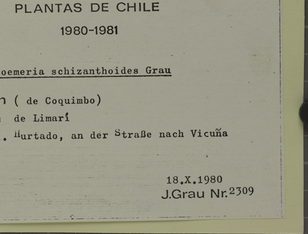 PLANTAS DE CHILE
1980-1981
oemeria schizanthoides Grau
n ( de Coquimbo)
de Limarí
. Hurtado, an der Straße nach Vicuña
18.X.1980
J.Grau Nr.2309